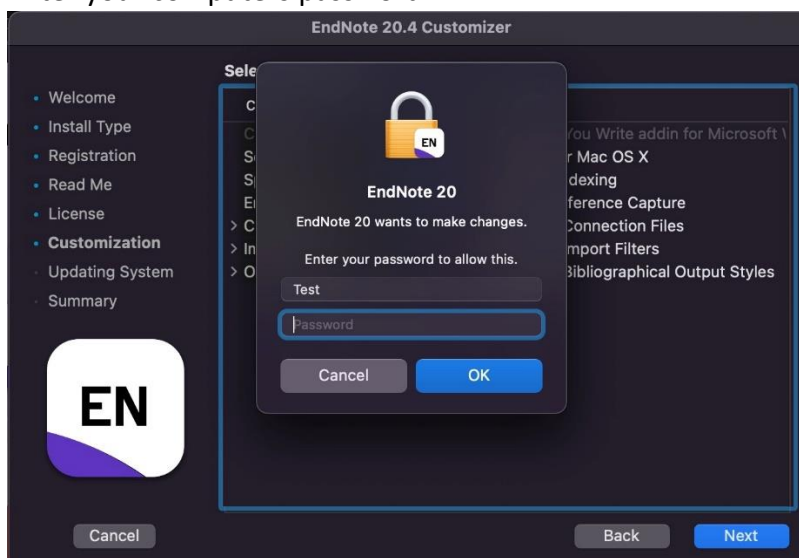 EndNote 20.4 Customizer
Sele
Welcome
Install Type
Registration
Read Me
License
Customization
Updating System
Summary
EN
Cancel
You Write addin for Microsoft
r Mac OS X
dexing
ference Capture
Connection Files
mport Filters
Bibliographical Output Styles
EN
EndNote 20
EndNote 20 wants to make changes.
Enter your password to allow this.
Test
Password
Cancel
OK
Back
Next